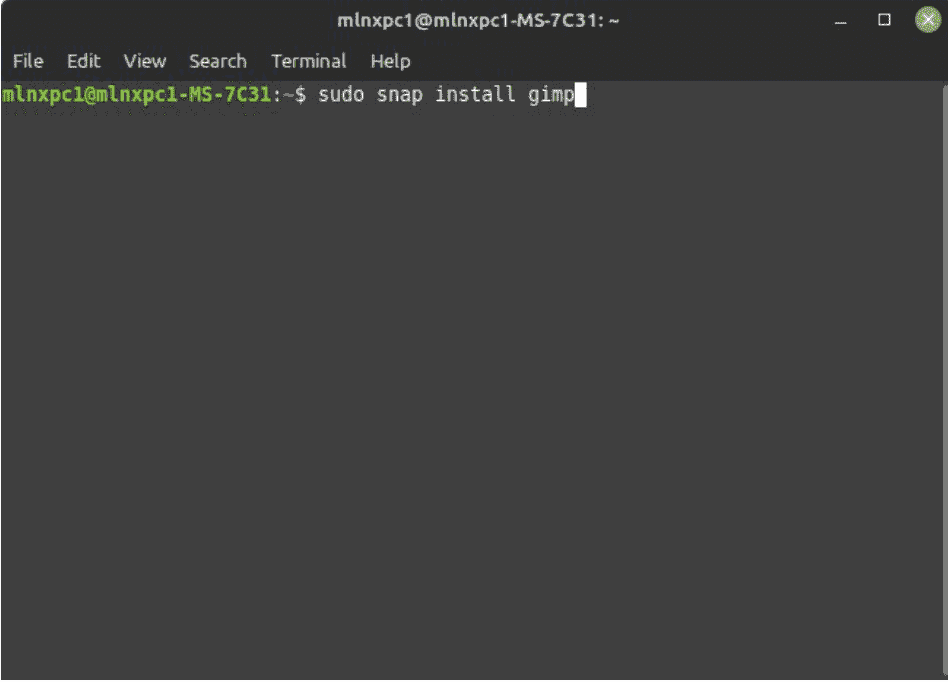 mlnxpc1@mlnxpc1-MS-7C31: ~
File Edit View Search Terminal Help
mlnxpc1@mlnxpc1-MS-7C31:~$ sudo snap install gimp